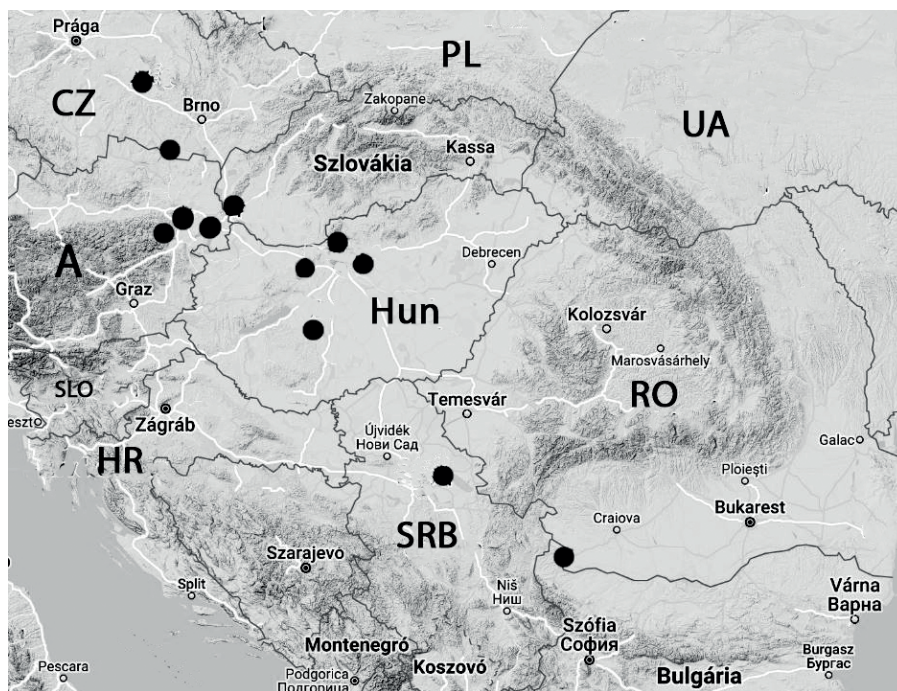 Prága
PL
CZ
Zakopane
Brno
UA
Szlovákia
Kassa
A
Debrecen
Graz
Hun
Kolozsvár
Marosvásárhely
SLO
RO
Temesvár
eszt
Zágráb
Újvidék
Нови Сад
Galac
HR
Ploiești
Bukarest
SRB
Craiova
Szarajevo
Split
Niš
Ниш
Várna
Варна
Szófia
София
Montenegró
Koszovó
Burgasz
Бургас
Pescara
Podgorica
Подгорица
Bulgária